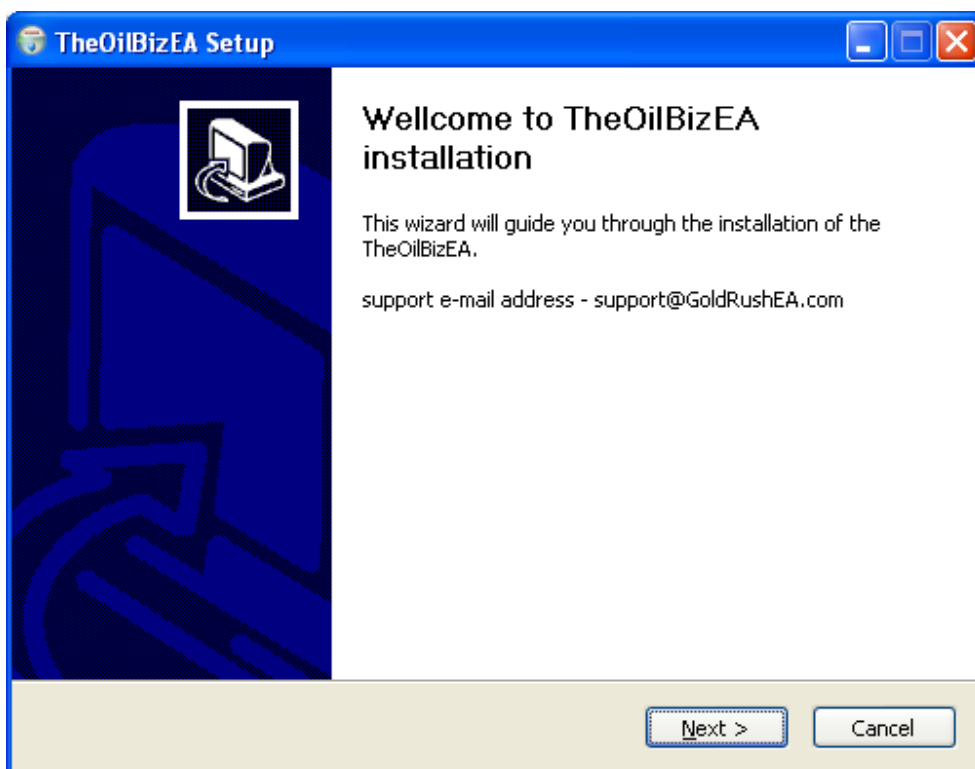 TheOilBizEA Setup
Wellcome to TheOilBizEA
installation
This wizard will guide you through the installation of the
TheOilBizEA.
support e-mail address - support@GoldRushEA.com
Next >
Cancel